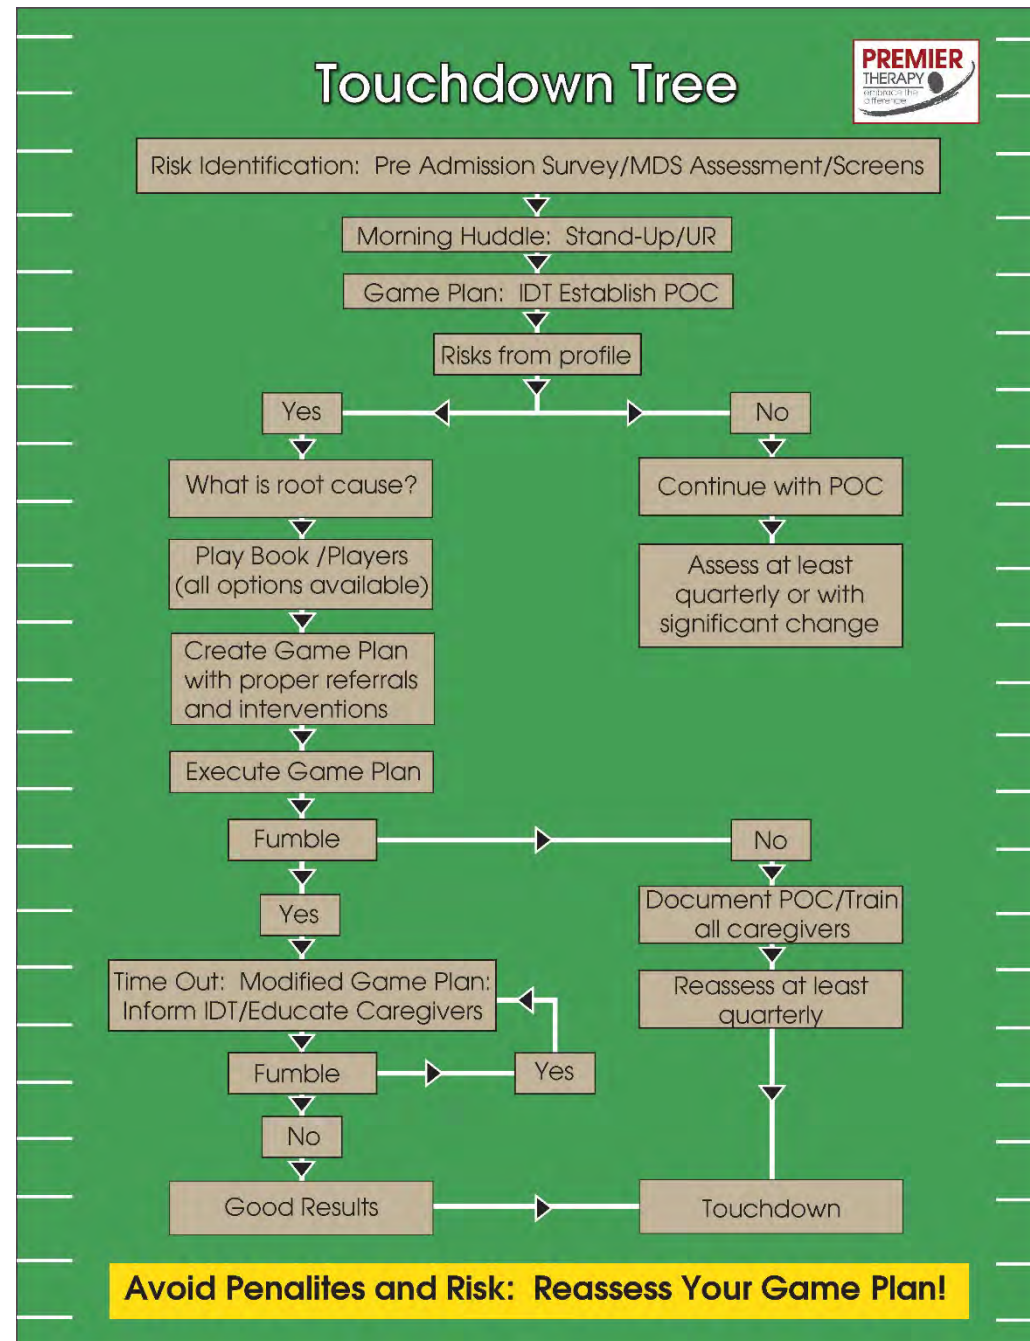 Touchdown Tree
PREMIER
THERAPY
embrace the
difference
Risk Identification: Pre Admission Survey/MDS Assessment/Screens
Morning Huddle: Stand-Up/UR
Game Plan: IDT Establish POC
Risks from profile
Yes
No
What is root cause?
Continue with POC
Play Book /Players
(all options available)
Assess at least
quarterly or with
significant change
Create Game Plan
with proper referrals
and interventions
Execute Game Plan
Fumble
No
Yes
Document POC/Train
all caregivers
Time Out: Modified Game Plan:
Inform IDT/Educate Caregivers
Reassess at least
quarterly
Fumble
Yes
No
Good Results
Touchdown
Avoid Penalites and Risk: Reassess Your Game Plan!